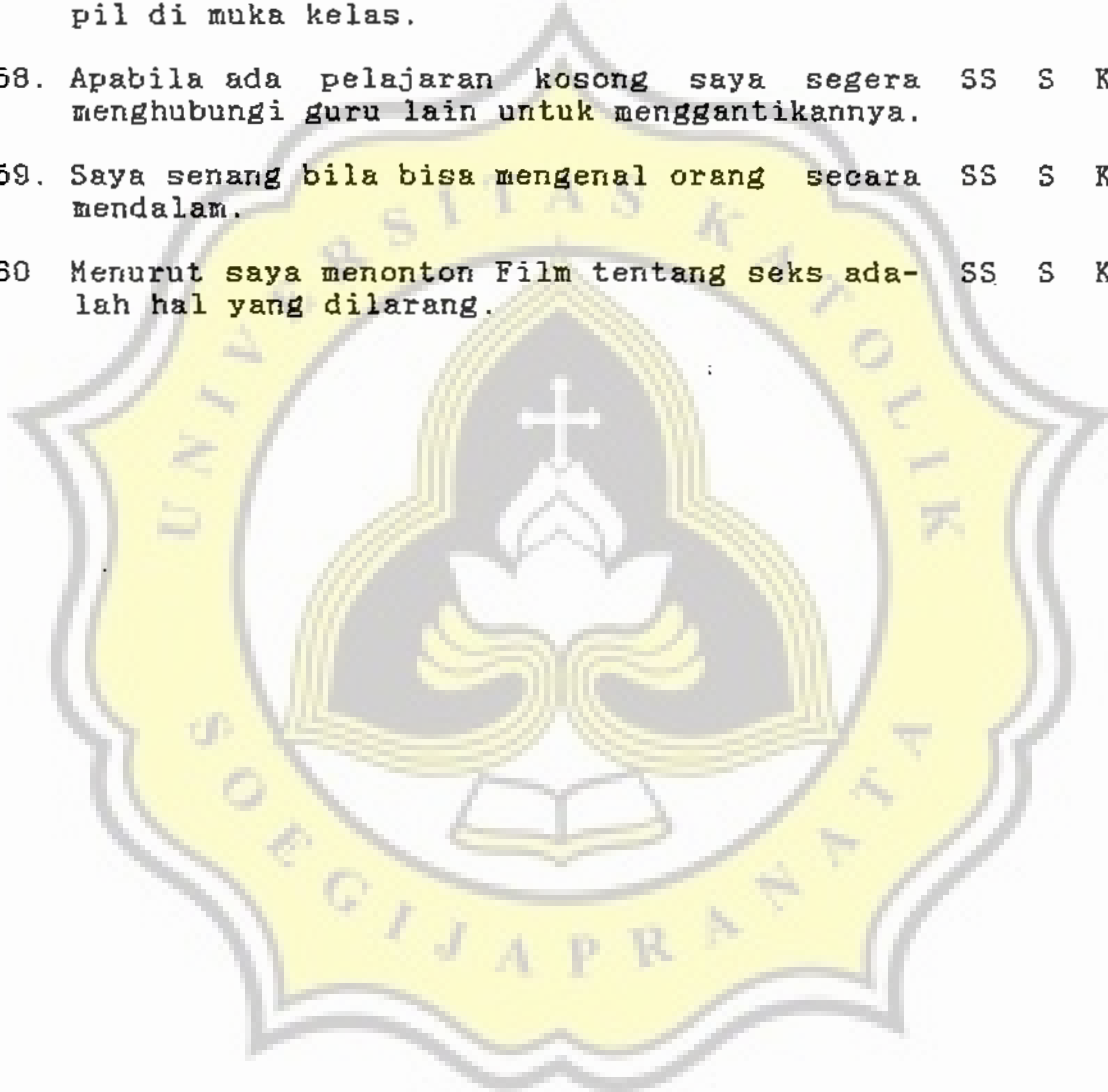 pil di muka kelas.
58. Apabila ada pelajaran kosong saya segera SS S K
menghubungi guru lain untuk menggantikannya.
59. Saya senang bila bisa mengenal orang secara SS S K
mendalam.
60 Menurut saya menonton Film tentang seks ada- SS S K
lah hal yang dilarang.
UNIVERSITAS KATOLIK
SOEGIJAPRANATA